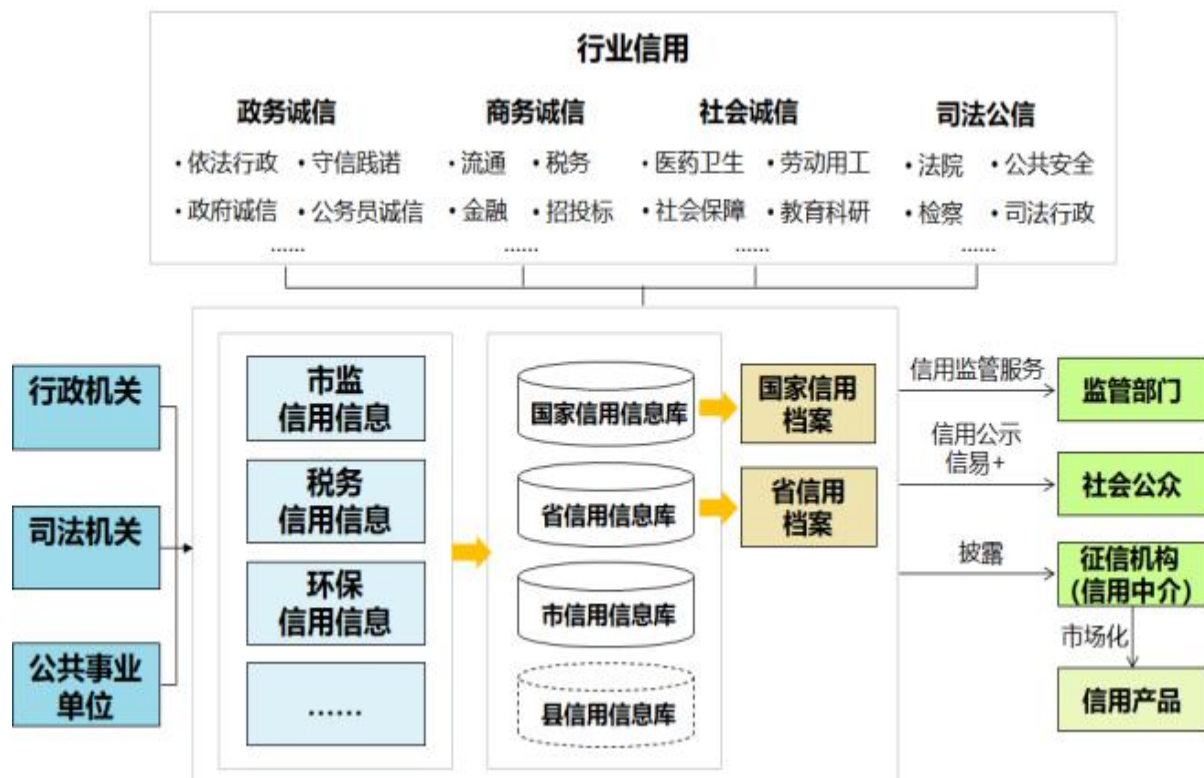 行业信用
政务诚信 商务诚信 社会诚信 司法公信
• 依法行政 • 守信践诺 • 流通 • 税务 • 医药卫生 • 劳动用工 • 法院 • 公共安全
• 政府诚信 • 公务员诚信 • 金融 • 招投标 • 社会保障 • 教育科研 • 检察 • 司法行政
...... ...... ...... ......
行政机关
司法机关
公共事业
单位
市监
信用信息
税务
信用信息
环保
信用信息
......
国家信用信息库
省信用信息库
市信用信息库
县信用信息库
国家信用
档案
省信用
档案
信用监管服务
监管部门
信用公示
信易+
社会公众
披露
征信机构
(信用中介)
市场化
信用产品